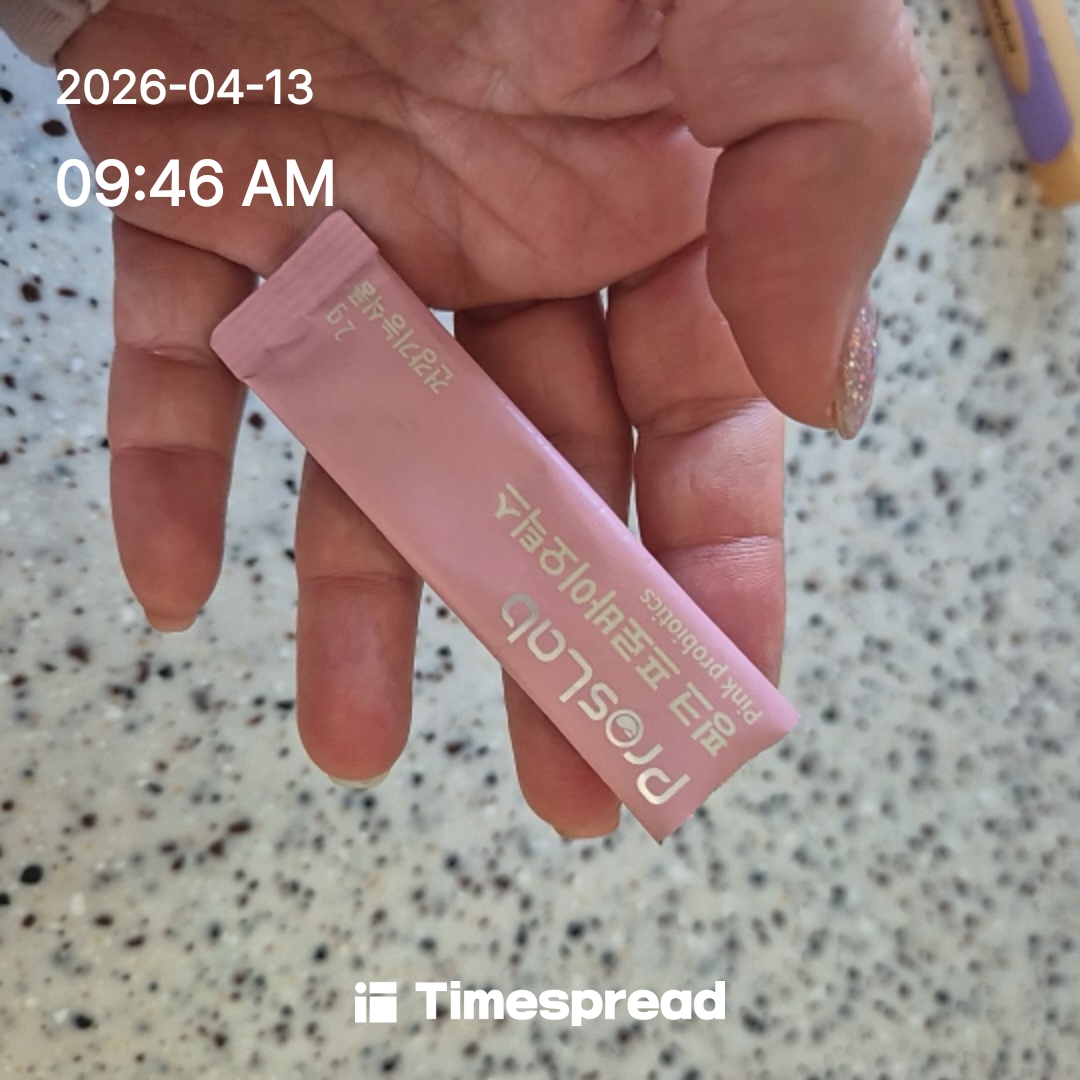 2026-04-13
09:46 AM
ProsLab
핑크 프로바이오틱스
Pink probiotics
건강기능식품
2 g
Timespread